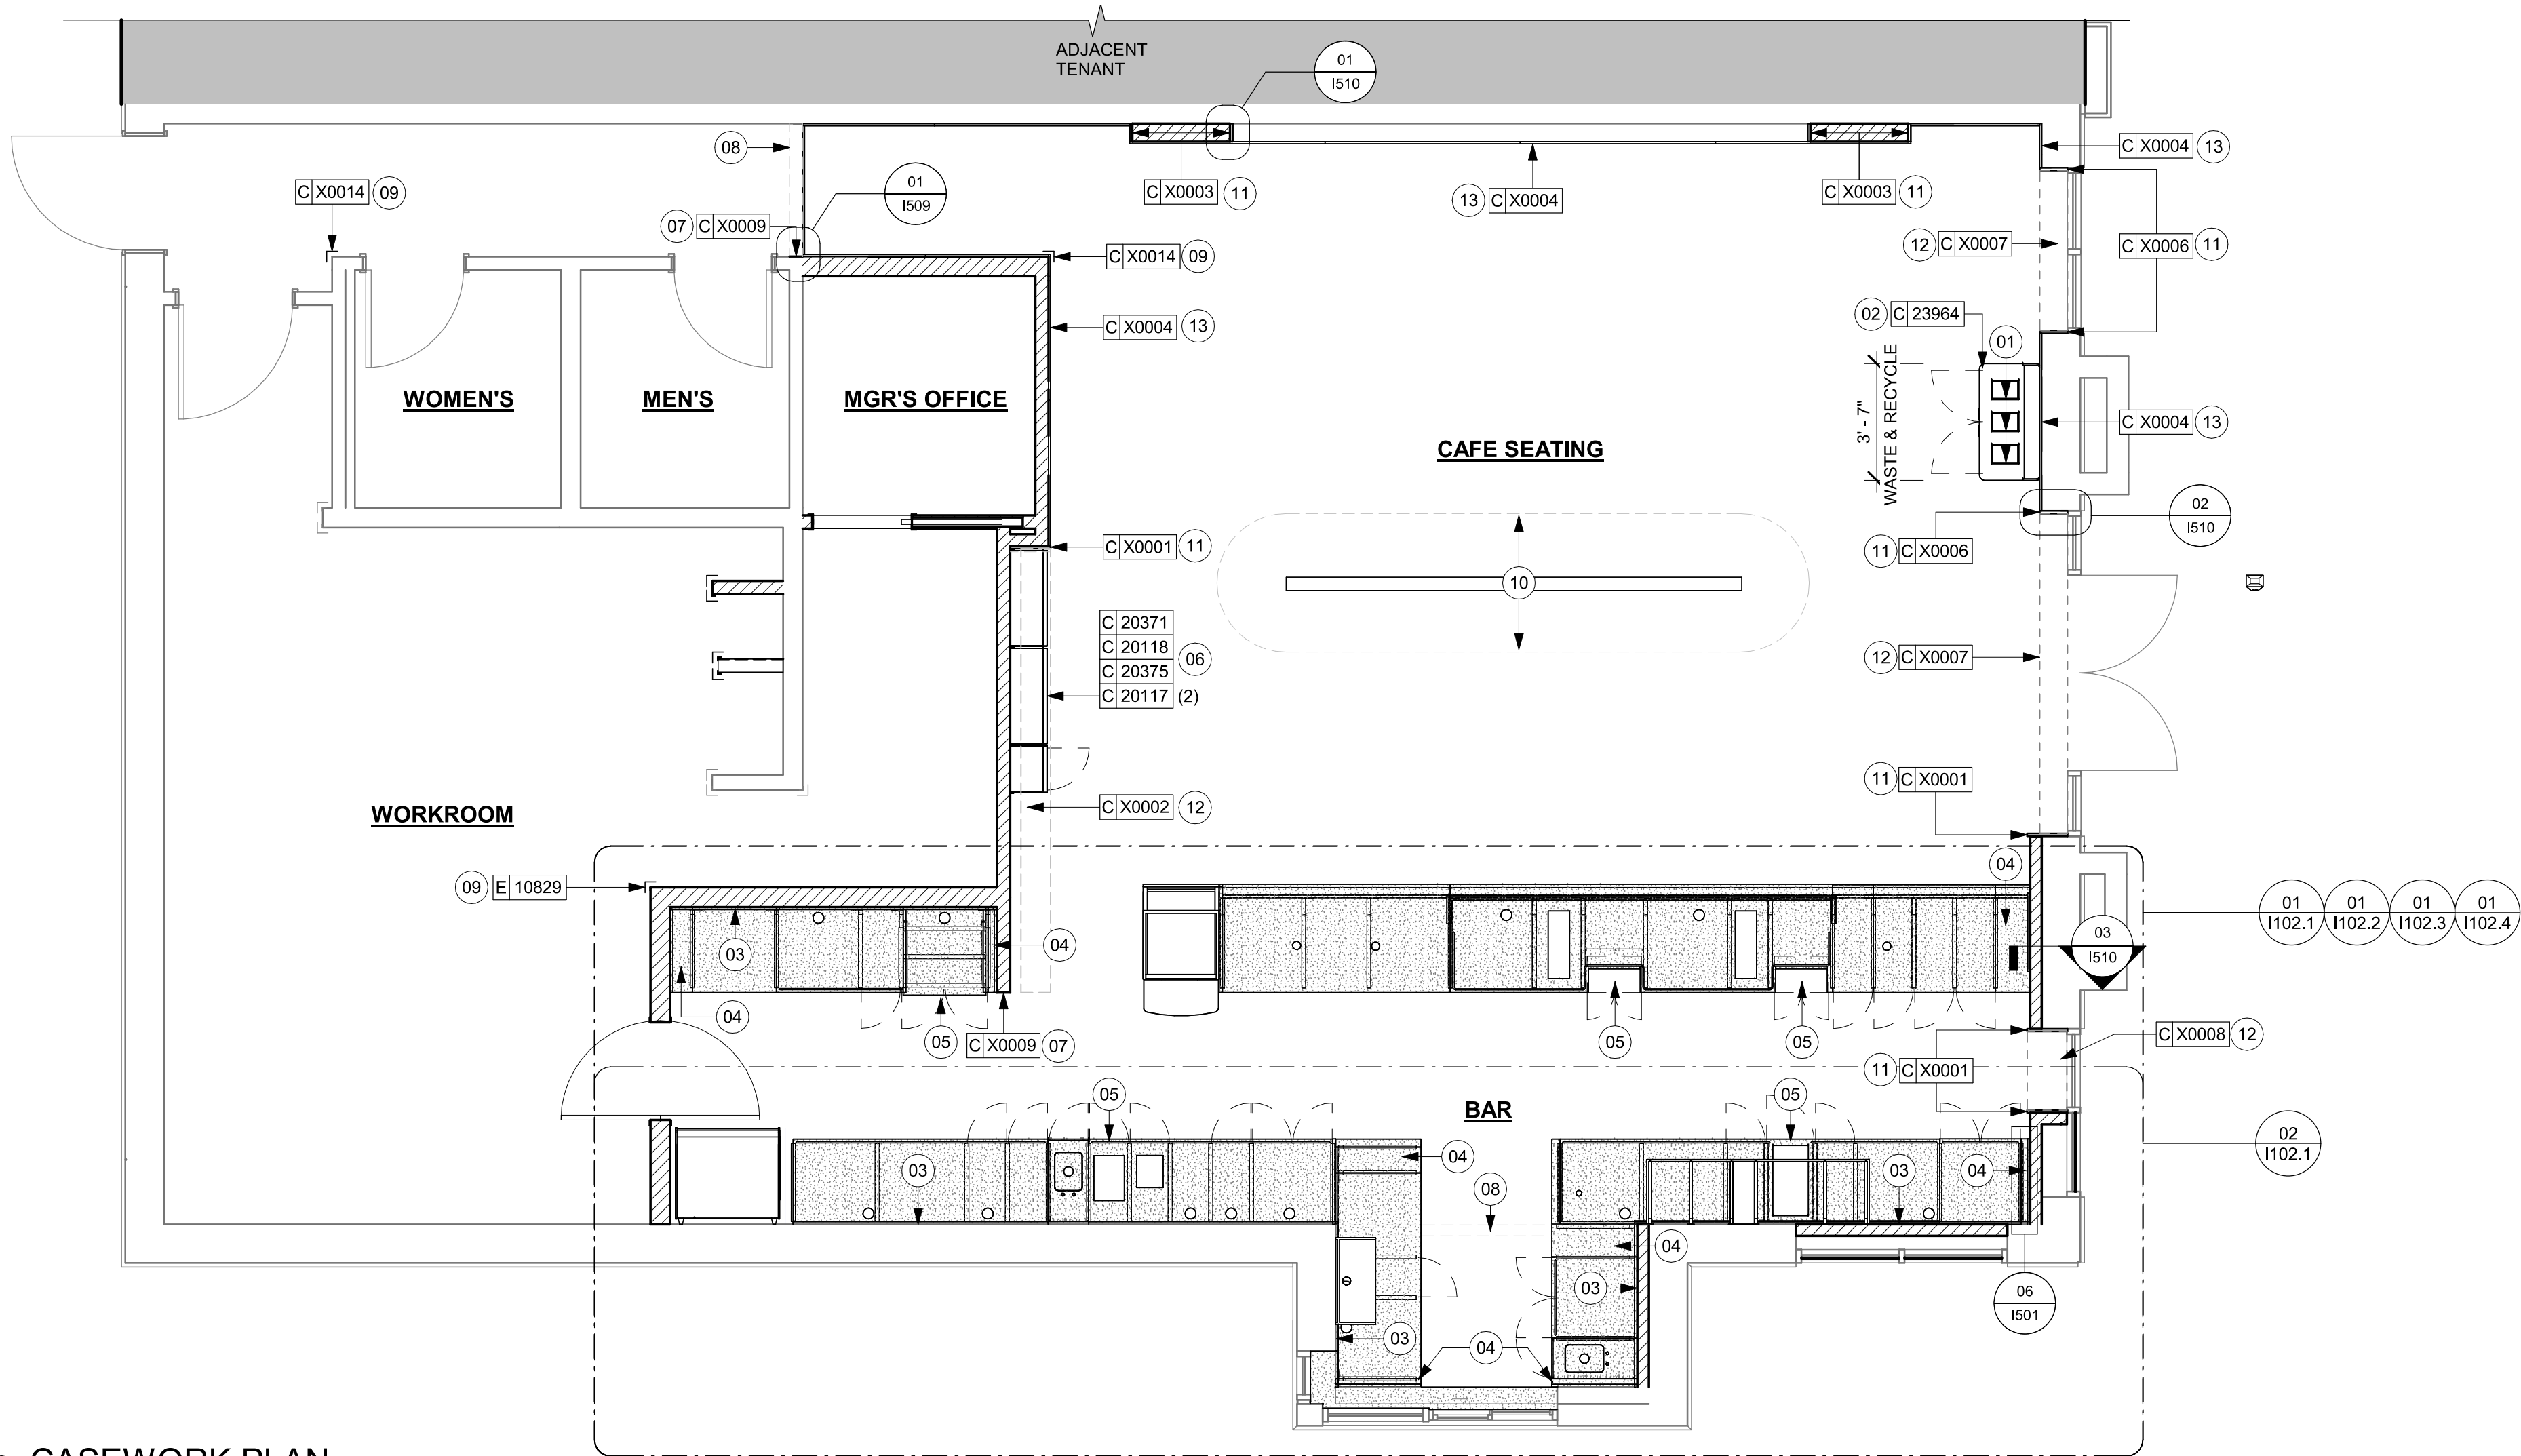 ADJACENT
TENANT
01
I510
08
C X0014 09
01
I509
07 C X0009
C X0003 11
13 C X0004
C X0003 11
C X0004 13
12 C X0007
C X0006 11
C X0014 09
C X0004 13
02 C 23964
01
3' - 7"
WASTE & RECYCLE
C X0004 13
WOMEN'S
MEN'S
MGR'S OFFICE
CAFE SEATING
02
I510
C X0001 11
11 C X0006
10
C 20371
C 20118
C 20375
C 20117 (2)
06
12 C X0007
11 C X0001
C X0002 12
WORKROOM
09 E 10829
04
01
I102.1
01
I102.2
01
I102.3
01
I102.4
03
I510
03
04
04
05
C X0009 07
05
05
C X0008 12
11 C X0001
05
BAR
05
02
I102.1
03
04
03
04
08
04
03
03
04
06
I501